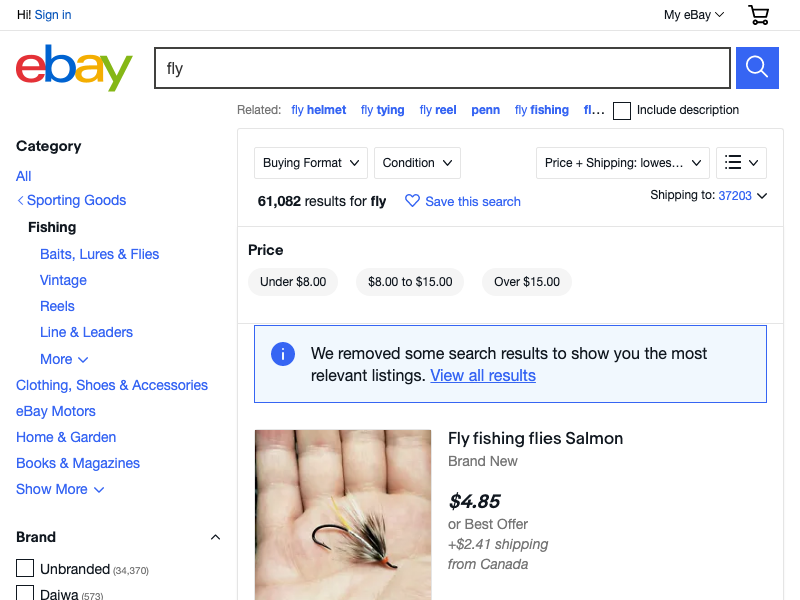 Hi! Sign in
My eBay
ebay
fly
Related: fly helmet fly tying fly reel penn fly fishing fl... Include description
Category
All
Sporting Goods
Fishing
Baits, Lures & Flies
Vintage
Reels
Line & Leaders
More
Clothing, Shoes & Accessories
eBay Motors
Home & Garden
Books & Magazines
Show More
Brand
Unbranded (34,370)
Daiwa (573)
Buying Format
Condition
Price + Shipping: lowes...
61,082 results for fly
Save this search
Shipping to: 37203
Price
Under $8.00
$8.00 to $15.00
Over $15.00
We removed some search results to show you the most
relevant listings. View all results
Fly fishing flies Salmon
Brand New
$4.85
or Best Offer
+$2.41 shipping
from Canada